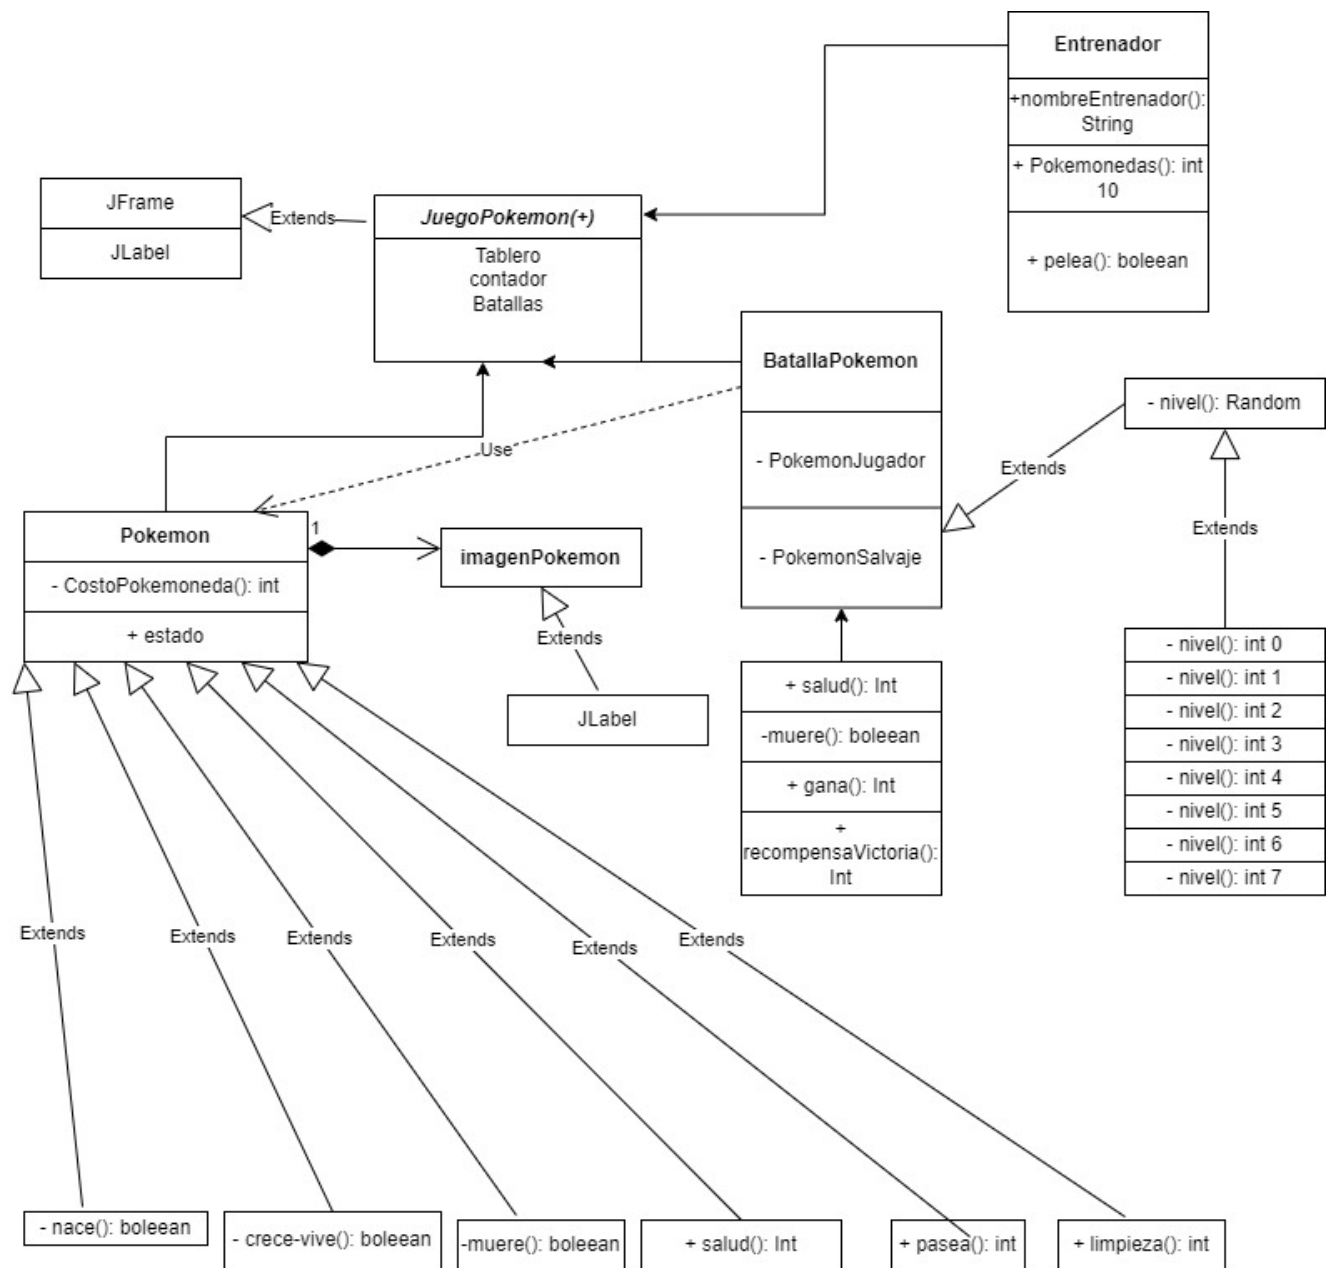 Entrenador
+nombreEntrenador():
String
+ Pokemonedas(): int
10
+ pelea(): boleean
JFrame
JLabel
Extends
JuegoPokemon(+)
Tablero
contador
Batallas
BatallaPokemon
- PokemonJugador
- PokemonSalvaje
- nivel(): Random
Extends
Extends
Use
Pokemon
- CostoPokemoneda(): int
+ estado
1
imagenPokemon
Extends
JLabel
+ salud(): Int
-muere(): boleean
+ gana(): Int
+
recompensaVictoria():
Int
- nivel(): int 0
- nivel(): int 1
- nivel(): int 2
- nivel(): int 3
- nivel(): int 4
- nivel(): int 5
- nivel(): int 6
- nivel(): int 7
Extends
Extends
Extends
Extends
Extends
Extends
- nace(): boleean
- crece-vive(): boleean
-muere(): boleean
+ salud(): Int
+ pasea(): int
+ limpieza(): int